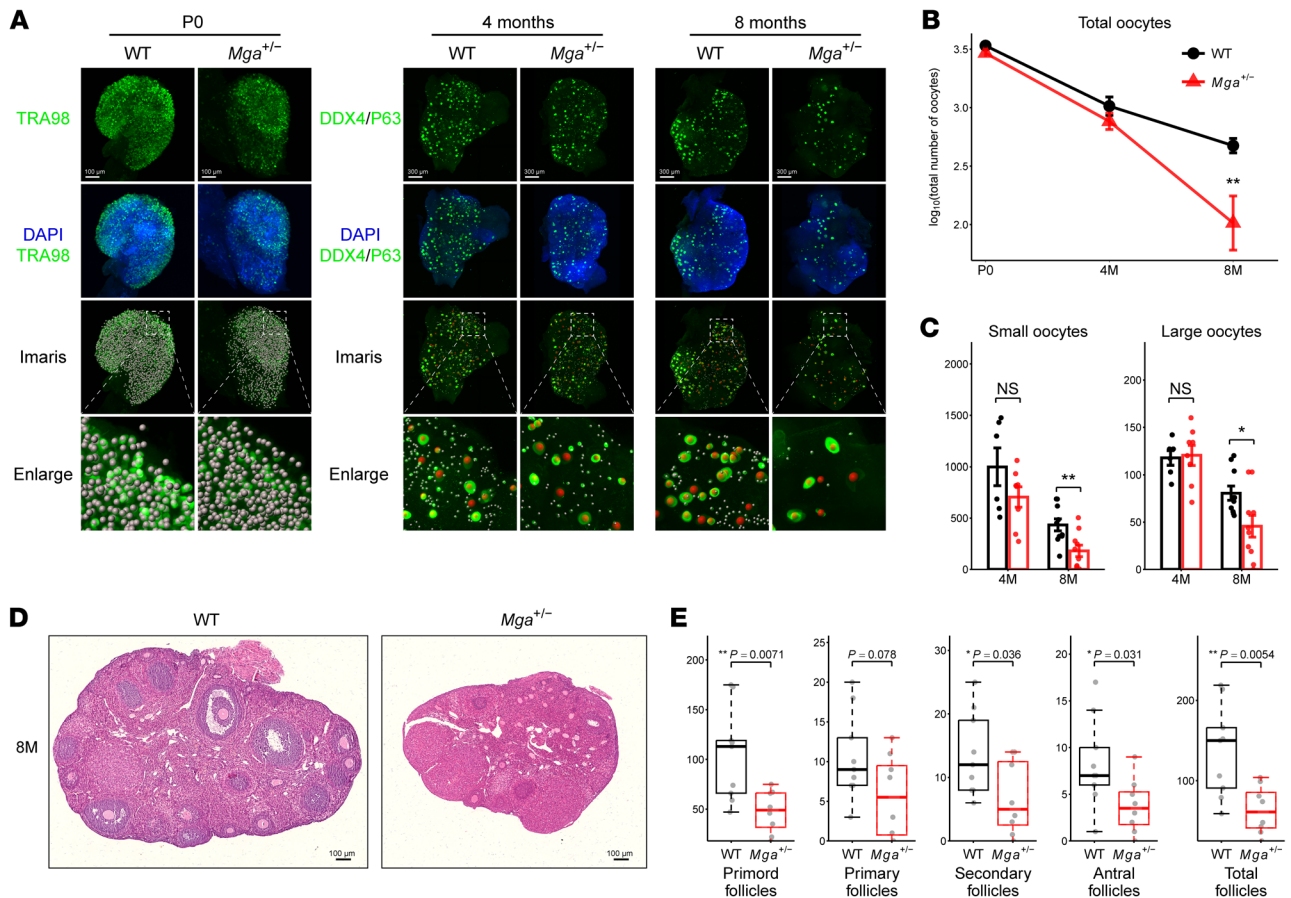 A
P0
4 months
8 months
WT
Mga+/−
WT
Mga+/−
WT
Mga+/−
TRA98
DDX4/P63
100 µm
100 µm
300 µm
300 µm
300 µm
300 µm
DAPI
TRA98
DAPI
DDX4/P63
Imaris
Imaris
Enlarge
Enlarge
B
Total oocytes
log10(total number of oocytes)
3.5
3.0
2.5
2.0
WT
Mga+/−
**
P0
4M
8M
C
Small oocytes
Large oocytes
2000
1500
1000
500
0
NS
**
4M
8M
200
150
100
50
0
NS
*
4M
8M
D
WT
Mga+/−
8M
100 µm
100 µm
E
** P = 0.0071
150
100
50
WT
Mga+/−
Primord
follicles
P = 0.078
25
20
15
10
5
0
WT
Mga+/−
Primary
follicles
* P = 0.036
30
20
10
0
WT
Mga+/−
Secondary
follicles
* P = 0.031
20
15
10
5
0
WT
Mga+/−
Antral
follicles
** P = 0.0054
200
100
WT
Mga+/−
Total
follicles